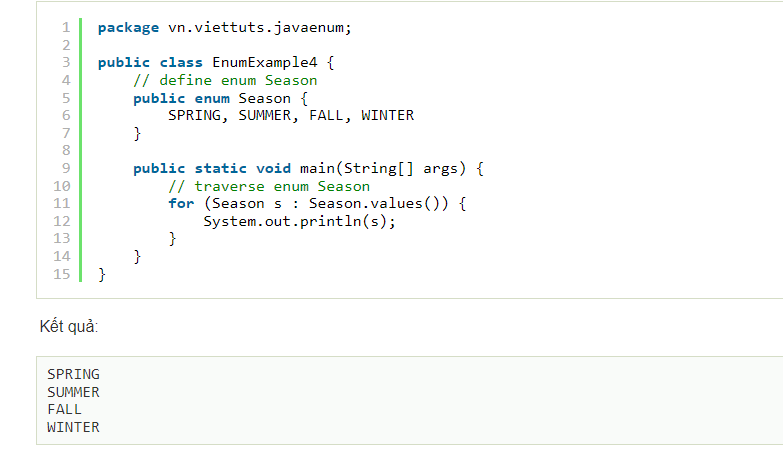 1 package vn.viettuts.javaenum;
2
3 public class EnumExample4 {
4     // define enum Season
5     public enum Season {
6         SPRING, SUMMER, FALL, WINTER
7     }
8
9     public static void main(String[] args) {
10         // traverse enum Season
11         for (Season s : Season.values()) {
12             System.out.println(s);
13         }
14     }
15 }
Kết quả:
SPRING
SUMMER
FALL
WINTER